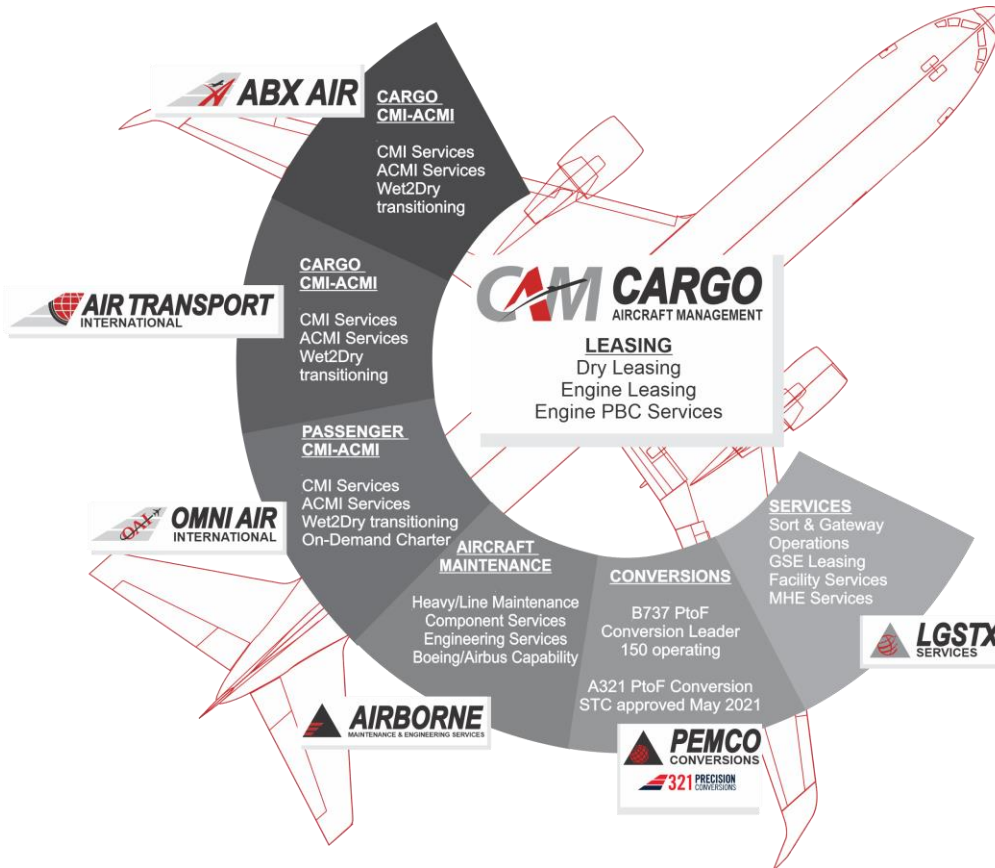 ABX AIR
CARGO
CMI-ACMI
CMI Services
ACMI Services
Wet2Dry
transitioning
AIR TRANSPORT
INTERNATIONAL
CARGO
CMI-ACMI
CMI Services
ACMI Services
Wet2Dry
transitioning
CAM CARGO
AIRCRAFT MANAGEMENT
LEASING
Dry Leasing
Engine Leasing
Engine PBC Services
OAI OMNI AIR
INTERNATIONAL
PASSENGER
CMI-ACMI
CMI Services
ACMI Services
Wet2Dry transitioning
On-Demand Charter
AIRCRAFT
MAINTENANCE
Heavy/Line Maintenance
Component Services
Engineering Services
Boeing/Airbus Capability
AIRBORNE
MAINTENANCE & ENGINEERING SERVICES
CONVERSIONS
B737 PtoF
Conversion Leader
150 operating
A321 PtoF Conversion
STC approved May 2021
PEMCO
CONVERSIONS
321 PRECISION
CONVERSIONS
SERVICES
Sort & Gateway
Operations
GSE Leasing
Facility Services
MHE Services
LGSTX
SERVICES